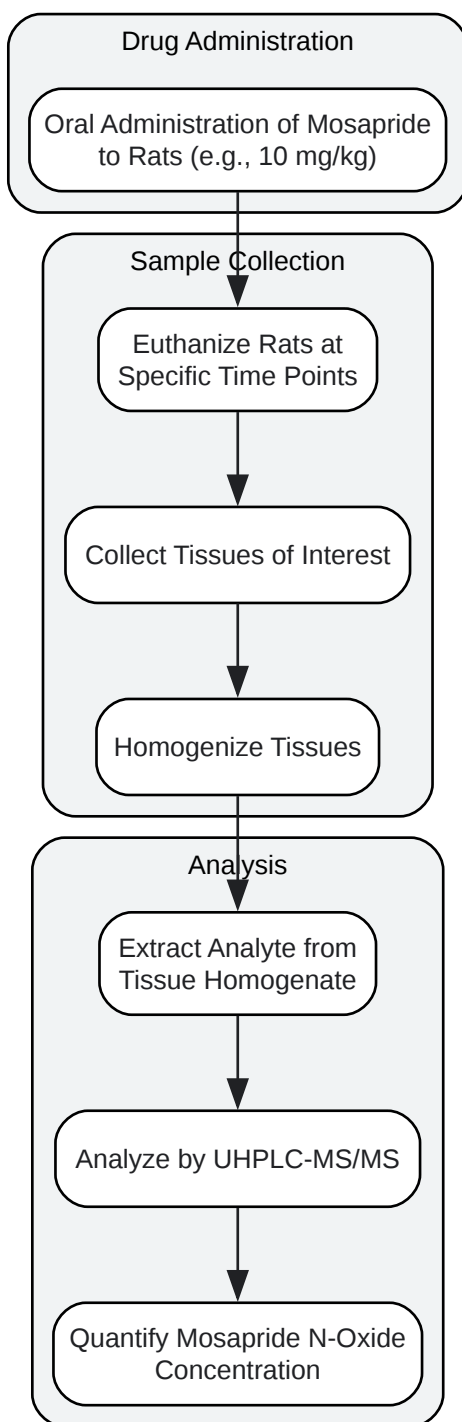 Drug Administration
Oral Administration of Mosapride
to Rats (e.g., 10 mg/kg)
Sample Collection
Euthanize Rats at
Specific Time Points
Collect Tissues of Interest
Homogenize Tissues
Analysis
Extract Analyte from
Tissue Homogenate
Analyze by UHPLC-MS/MS
Quantify Mosapride N-Oxide
Concentration